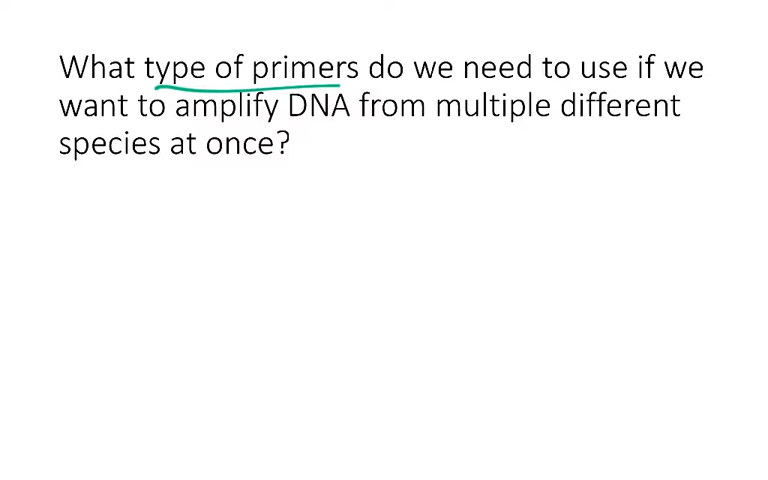 What type of primers do we need to use if we
want to amplify DNA from multiple different
species at once?